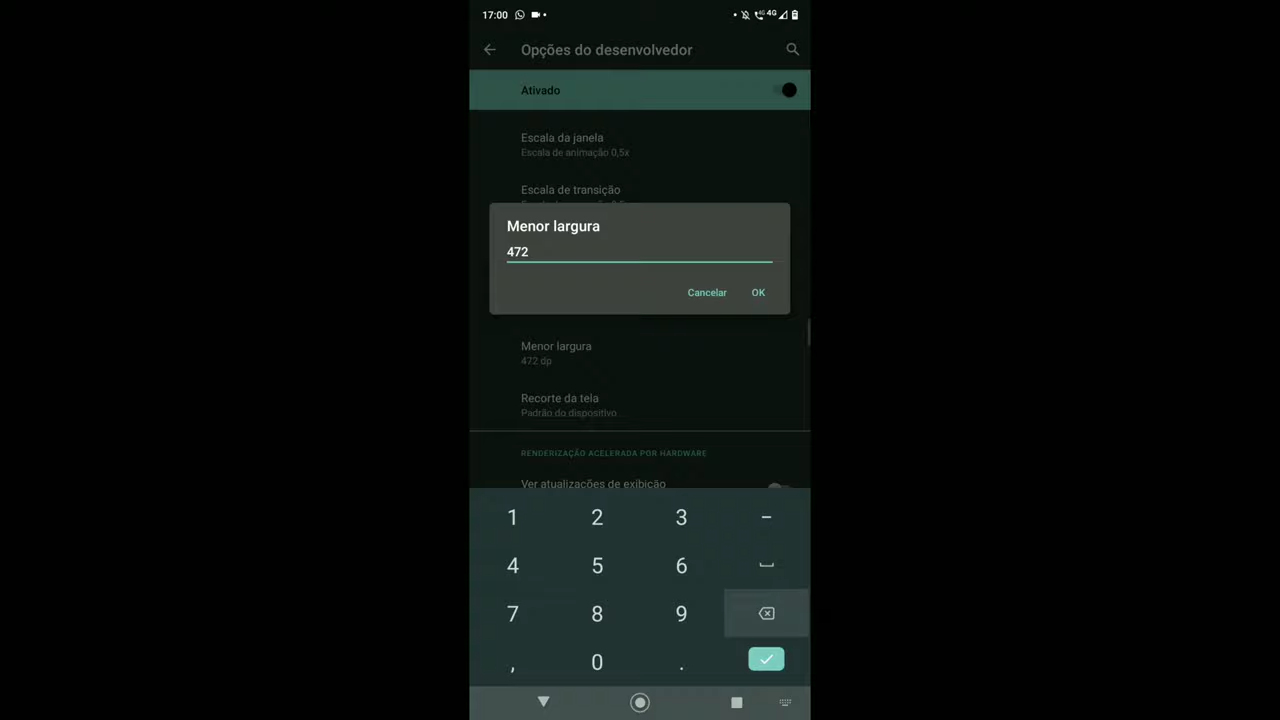 17:00 4G 4G
Opções do desenvolvedor
Ativado
Escala da janela
Escala de animação 0,5x
Escala de transição
Menor largura
472
Cancelar OK
Menor largura
472 dp
Recorte da tela
Padrão do dispositivo
RENDERIZAÇÃO ACELERADA POR HARDWARE
Ver atualizações de exibição
1 2 3 –
4 5 6
7 8 9
, 0 .